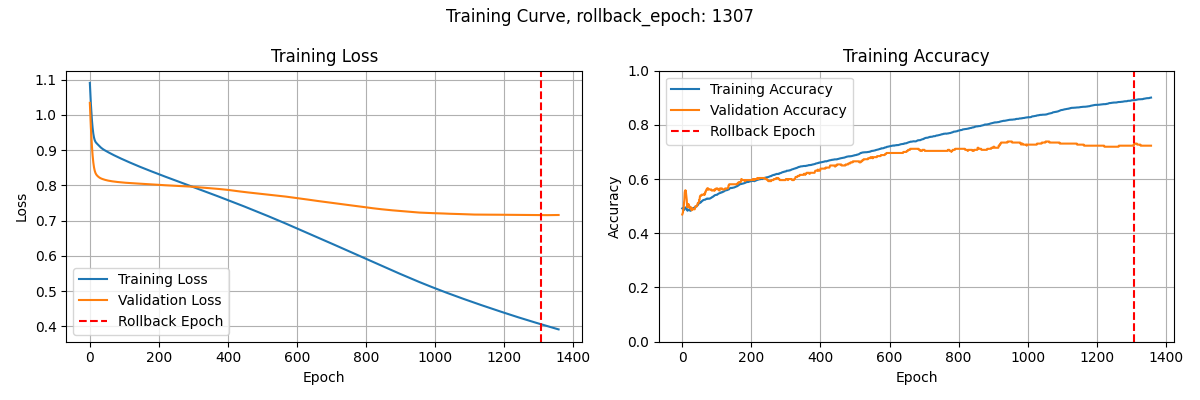 Training Curve, rollback_epoch: 1307
Training Loss
1.1
1.0
0.9
0.8
0.7
0.6
0.5
0.4
Loss
Training Loss
Validation Loss
Rollback Epoch
0 200 400 600 800 1000 1200 1400
Epoch
Training Accuracy
1.0
0.8
0.6
0.4
0.2
0.0
Accuracy
Training Accuracy
Validation Accuracy
Rollback Epoch
0 200 400 600 800 1000 1200 1400
Epoch